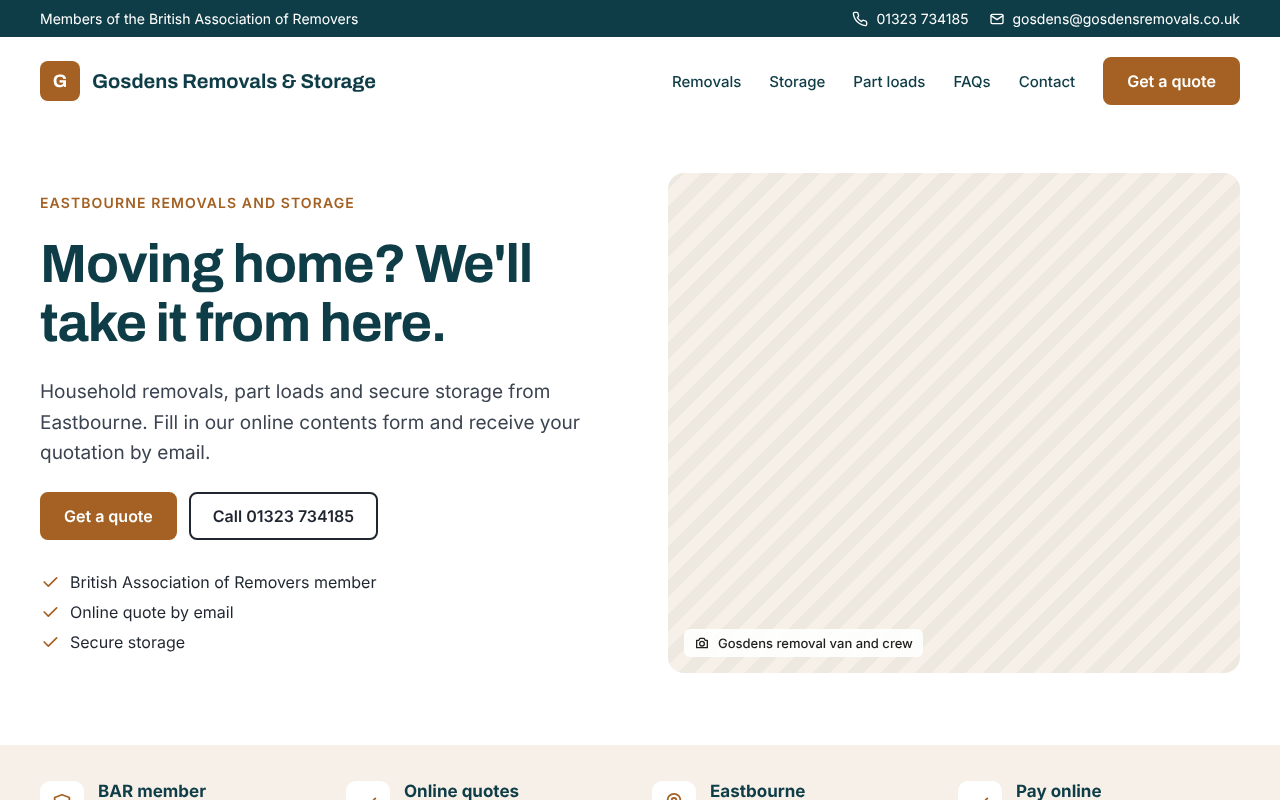 Members of the British Association of Removers
01323 734185
gosdens@gosdensremovals.co.uk
G
Gosdens Removals & Storage
Removals
Storage
Part loads
FAQs
Contact
Get a quote
EASTBOURNE REMOVALS AND STORAGE
Moving home? We'll
take it from here.
Household removals, part loads and secure storage from
Eastbourne. Fill in our online contents form and receive your
quotation by email.
Get a quote
Call 01323 734185
British Association of Removers member
Online quote by email
Secure storage
Gosdens removal van and crew
BAR member
Online quotes
Eastbourne
Pay online